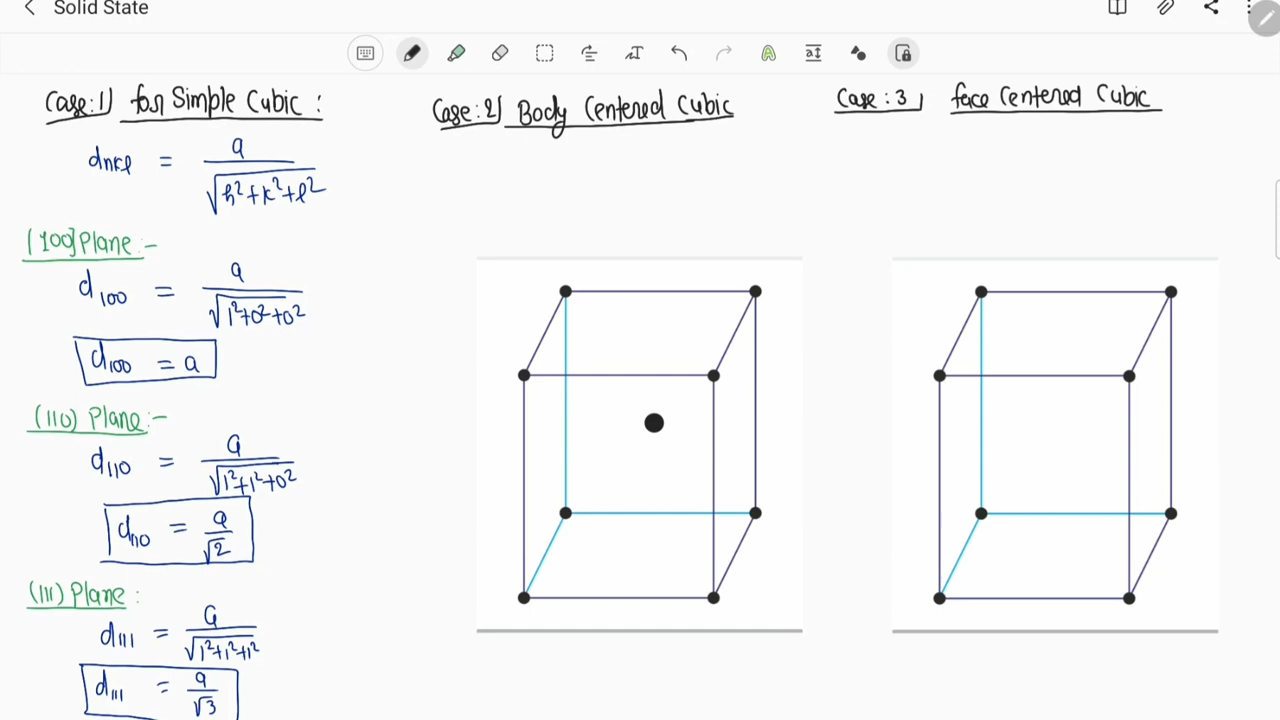 Solid State
Case:1) for Simple Cubic :
dhkl = a / √h²+k²+l²
[100] Plane :-
d100 = a / √1²+0²+0²
d100 = a
(110) Plane :-
d110 = a / √1²+1²+0²
d110 = a / √2
(111) Plane :
d111 = a / √1²+1²+1²
d111 = a / √3
Case:2) Body Centered Cubic
Case:3) face Centered Cubic